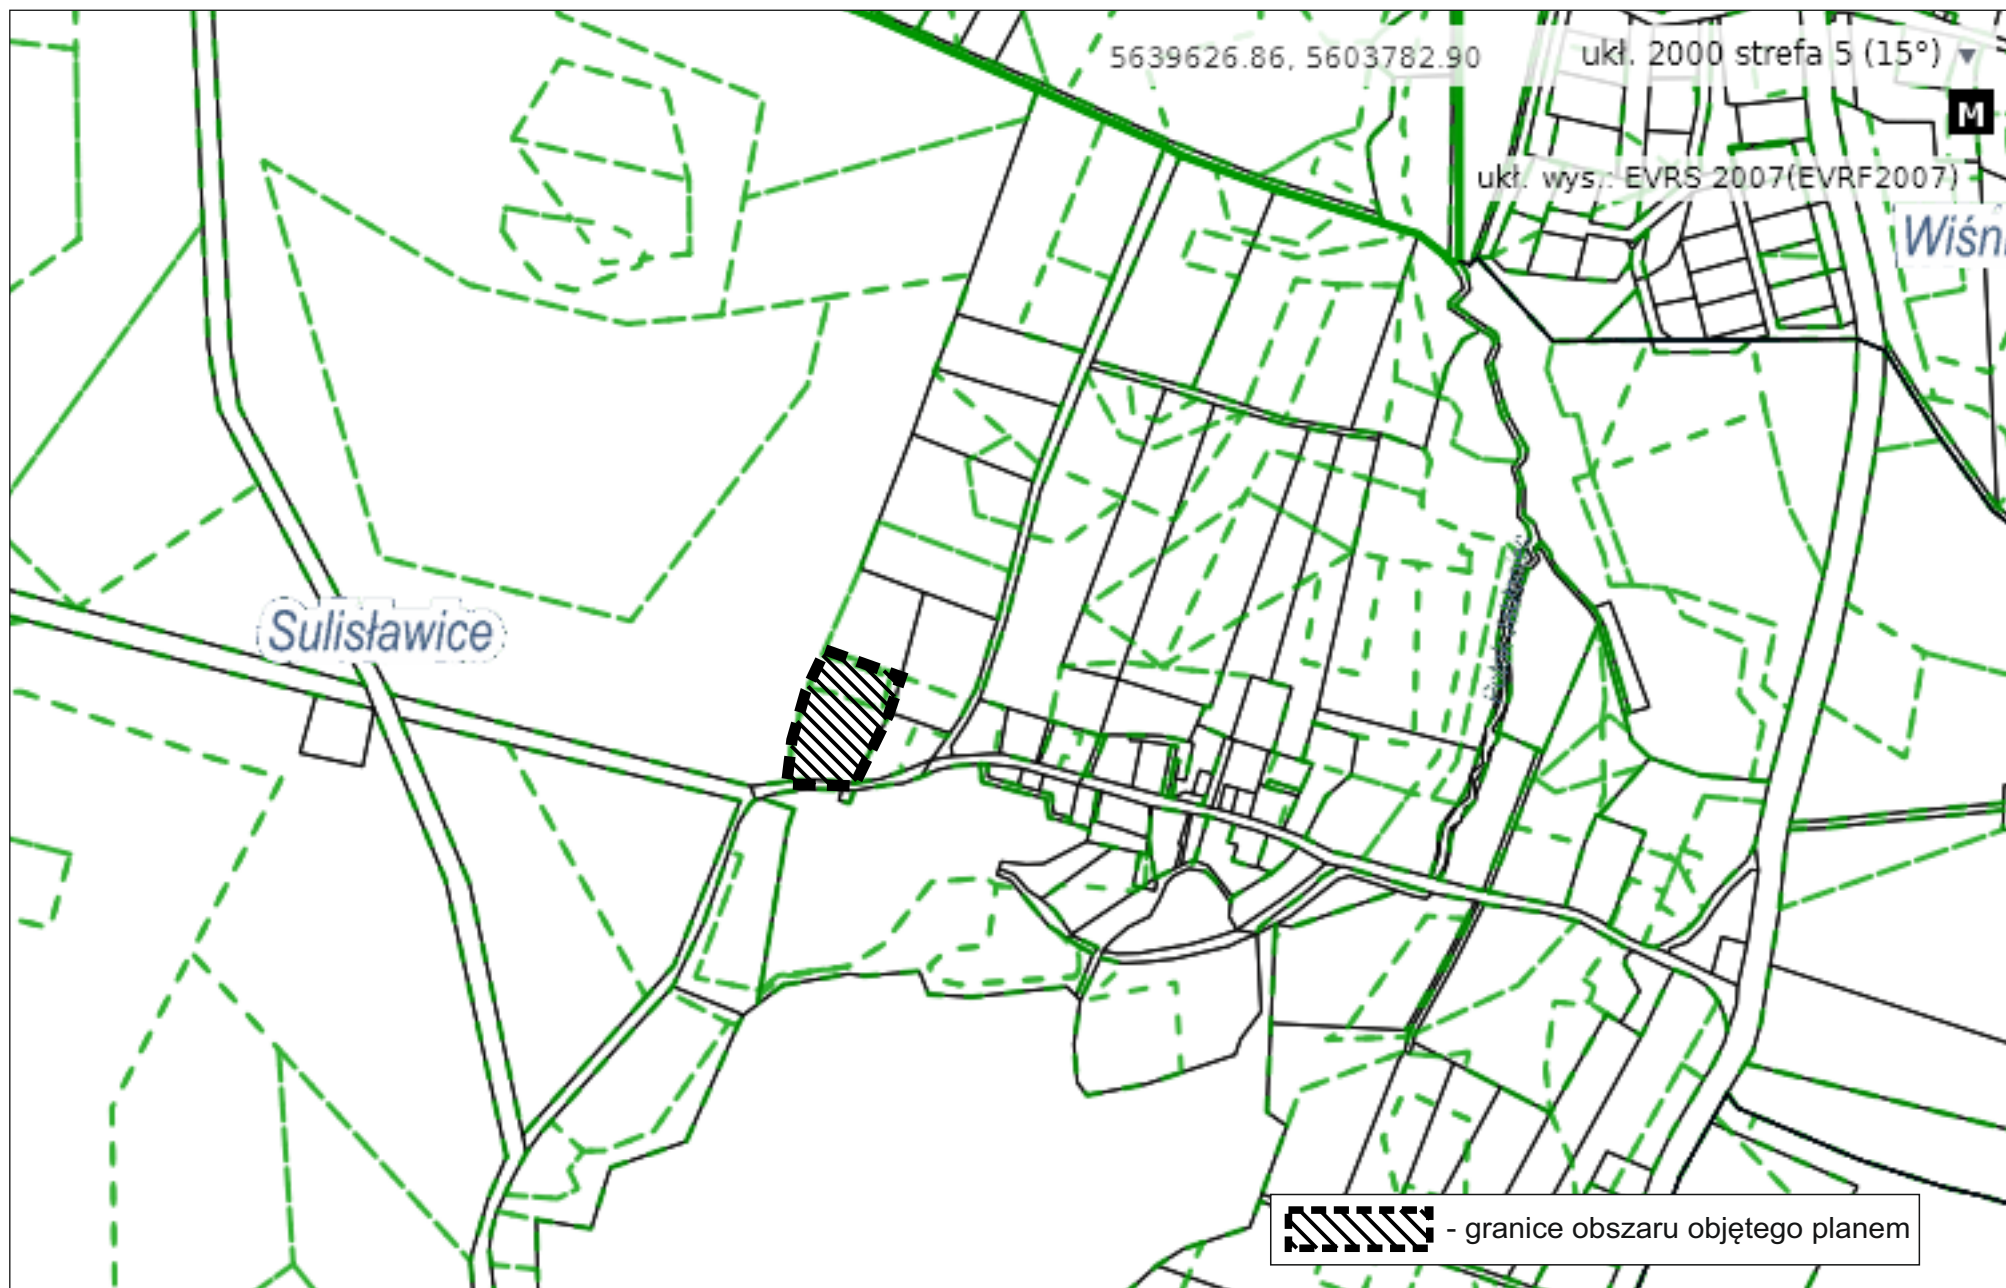 5639626.86, 5603782.90 ukł. 2000 strefa 5 (15°)
M
ukł. wys.: EVRS 2007(EVRF2007)
Wiśn
Sulisławice
- granice obszaru objętego planem